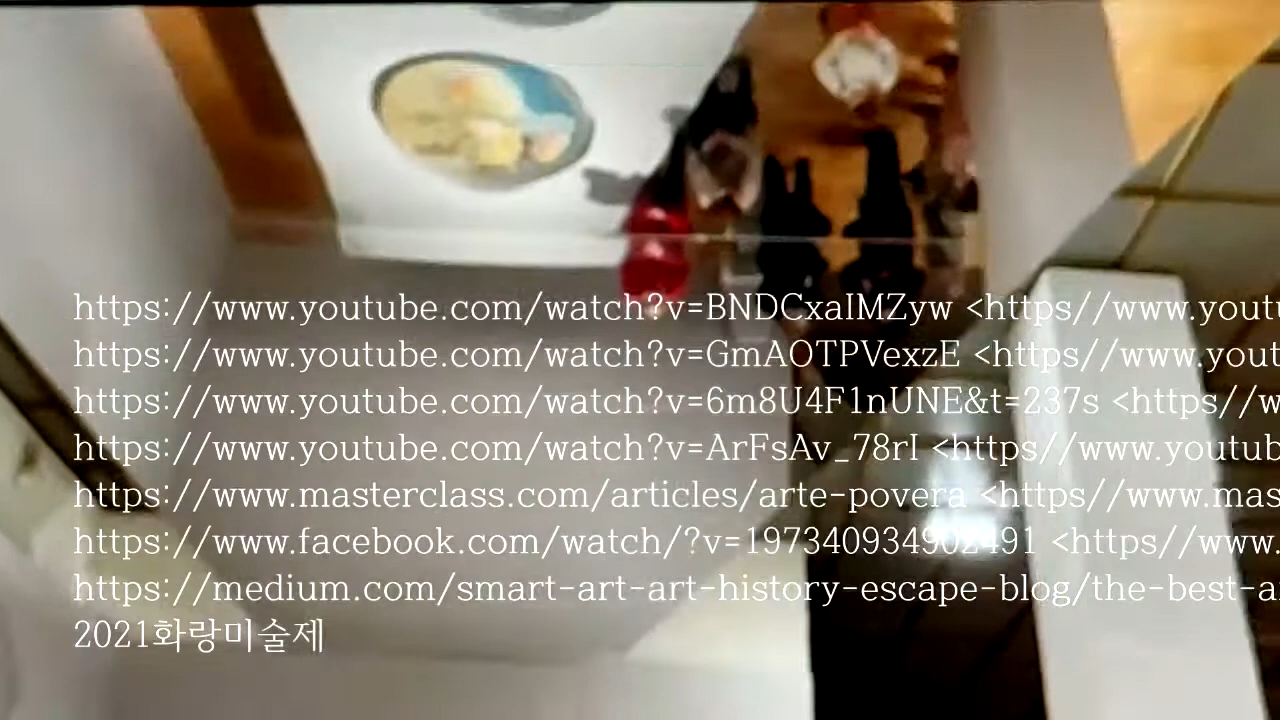 https://www.youtube.com/watch?v=BNDCxaIMZyw <https//www.yout
https://www.youtube.com/watch?v=GmAOTPVexzE <https//www.yout
https://www.youtube.com/watch?v=6m8U4F1nUNE&t=237s <https//w
https://www.youtube.com/watch?v=ArFsAv_78rI <https//www.youtub
https://www.masterclass.com/articles/arte-povera <https//www.mas
https://www.facebook.com/watch/?v=197340934902491 <https//www.
https://medium.com/smart-art-art-history-escape-blog/the-best-a
2021화랑미술제